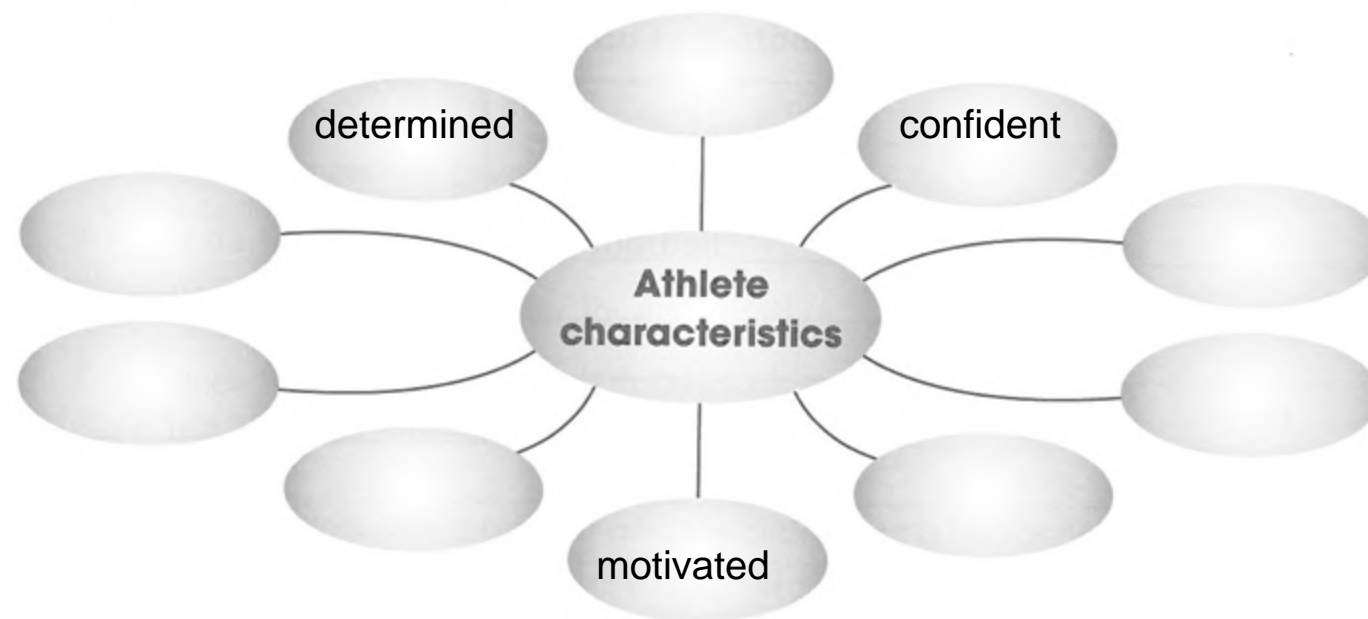 determined
confident
Athlete
characteristics
motivated